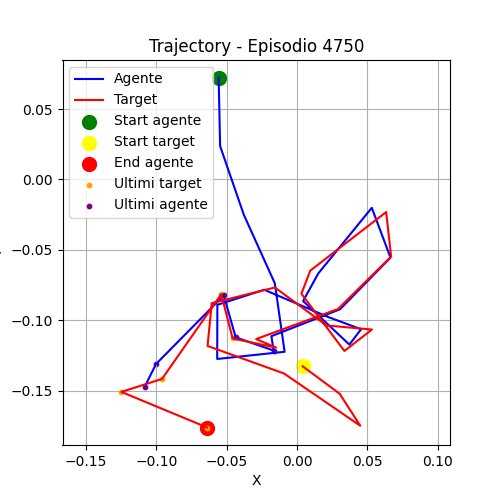 Trajectory - Episodio 4750
Agente
Target
Start agente
Start target
End agente
Ultimi target
Ultimi agente
0.05
0.00
−0.05
−0.10
−0.15
−0.15
−0.10
−0.05
0.00
0.05
0.10
X